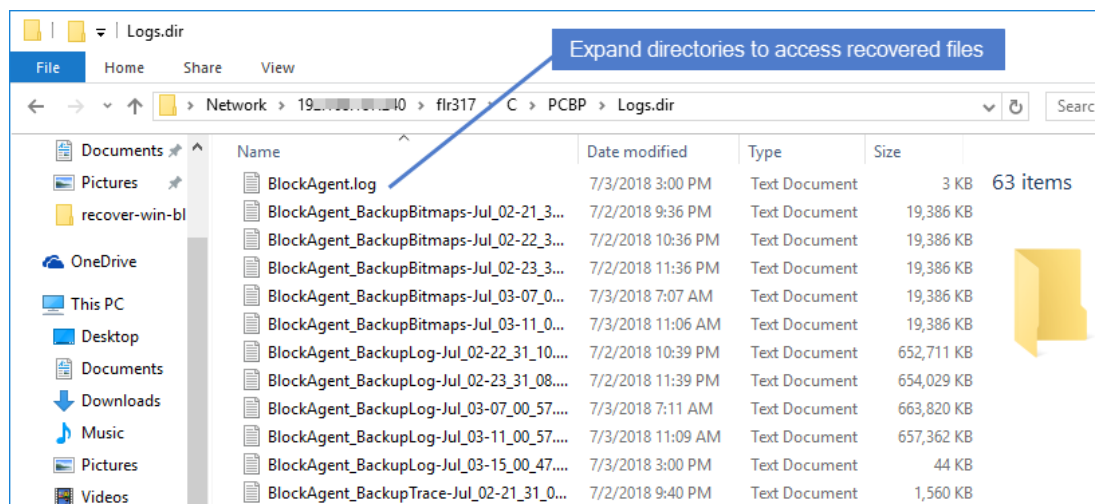 Logs.dir
Expand directories to access recovered files
File Home Share View
Network > flr317 > C > PCBP > Logs.dir Searc
Documents Name Date modified Type Size
Pictures BlockAgent.log 7/3/2018 3:00 PM Text Document 3 KB 63 items
recover-win-bl BlockAgent_BackupBitmaps-Jul_02-21_3... 7/2/2018 9:36 PM Text Document 19,386 KB
BlockAgent_BackupBitmaps-Jul_02-22_3... 7/2/2018 10:36 PM Text Document 19,386 KB
OneDrive BlockAgent_BackupBitmaps-Jul_02-23_3... 7/2/2018 11:36 PM Text Document 19,386 KB
This PC BlockAgent_BackupBitmaps-Jul_03-07_0... 7/3/2018 7:07 AM Text Document 19,386 KB
Desktop BlockAgent_BackupBitmaps-Jul_03-11_0... 7/3/2018 11:06 AM Text Document 19,386 KB
Documents BlockAgent_BackupLog-Jul_02-22_31_10.... 7/2/2018 10:39 PM Text Document 652,711 KB
BlockAgent_BackupLog-Jul_02-23_31_08.... 7/2/2018 11:39 PM Text Document 654,029 KB
Downloads BlockAgent_BackupLog-Jul_03-07_00_57.... 7/3/2018 7:11 AM Text Document 663,820 KB
Music BlockAgent_BackupLog-Jul_03-11_00_57.... 7/3/2018 11:09 AM Text Document 657,362 KB
Pictures BlockAgent_BackupLog-Jul_03-15_00_47.... 7/3/2018 3:00 PM Text Document 44 KB
Videos BlockAgent_BackupTrace-Jul_02-21_31_0... 7/2/2018 9:40 PM Text Document 1,560 KB